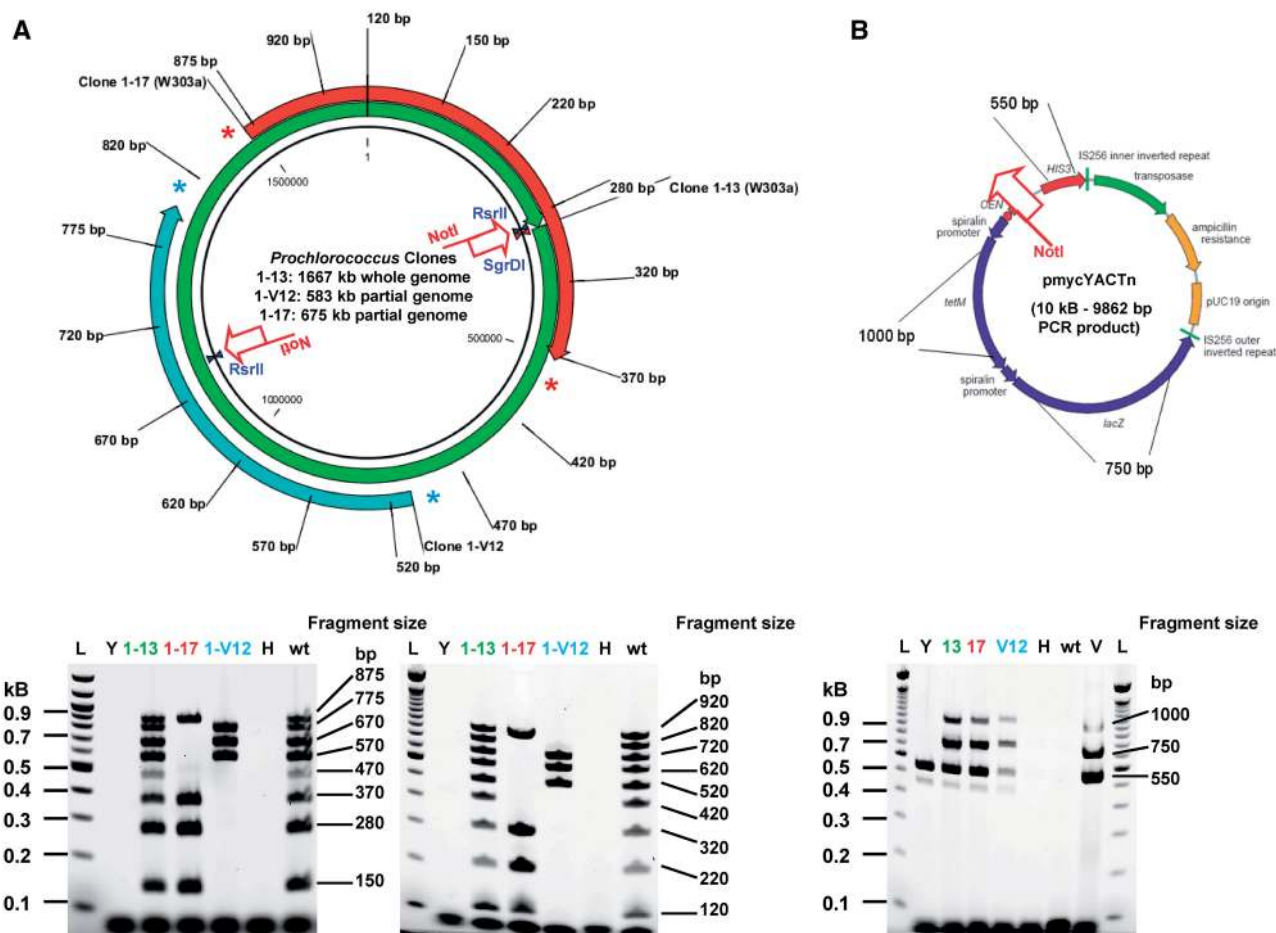 A
120 bp
920 bp
150 bp
875 bp
Clone 1-17 (W303a)
220 bp
*
820 bp
*
1
1500000
280 bp
Clone 1-13 (W303a)
RsrII
NotI
SgrDI
775 bp
Prochlorococcus Clones
1-13: 1667 kb whole genome
1-V12: 583 kb partial genome
1-17: 675 kb partial genome
320 bp
720 bp
NotI
RsrII
500000
370 bp
*
1000000
670 bp
420 bp
620 bp
*
470 bp
570 bp
Clone 1-V12
520 bp
B
550 bp
HIS3
IS256 inner inverted repeat
transposase
CEN
spiralin
promoter
NotI
ampicillin
resistance
pmycYACTn
(10 kB - 9862 bp
PCR product)
tetM
pUC19 origin
1000 bp
IS256 outer
inverted repeat
spiralin
promoter
lacZ
750 bp
Fragment size
L Y 1-13 1-17 1-V12 H wt
bp
kB
875
0.9
775
0.7
670
570
0.5
470
0.4
370
0.3
280
0.2
150
0.1
Fragment size
L Y 1-13 1-17 1-V12 H wt
bp
920
820
720
620
520
420
320
220
120
Fragment size
L Y 13 17 V12 H wt V L
bp
kB
0.9
1000
0.7
750
0.5
550
0.4
0.3
0.2
0.1